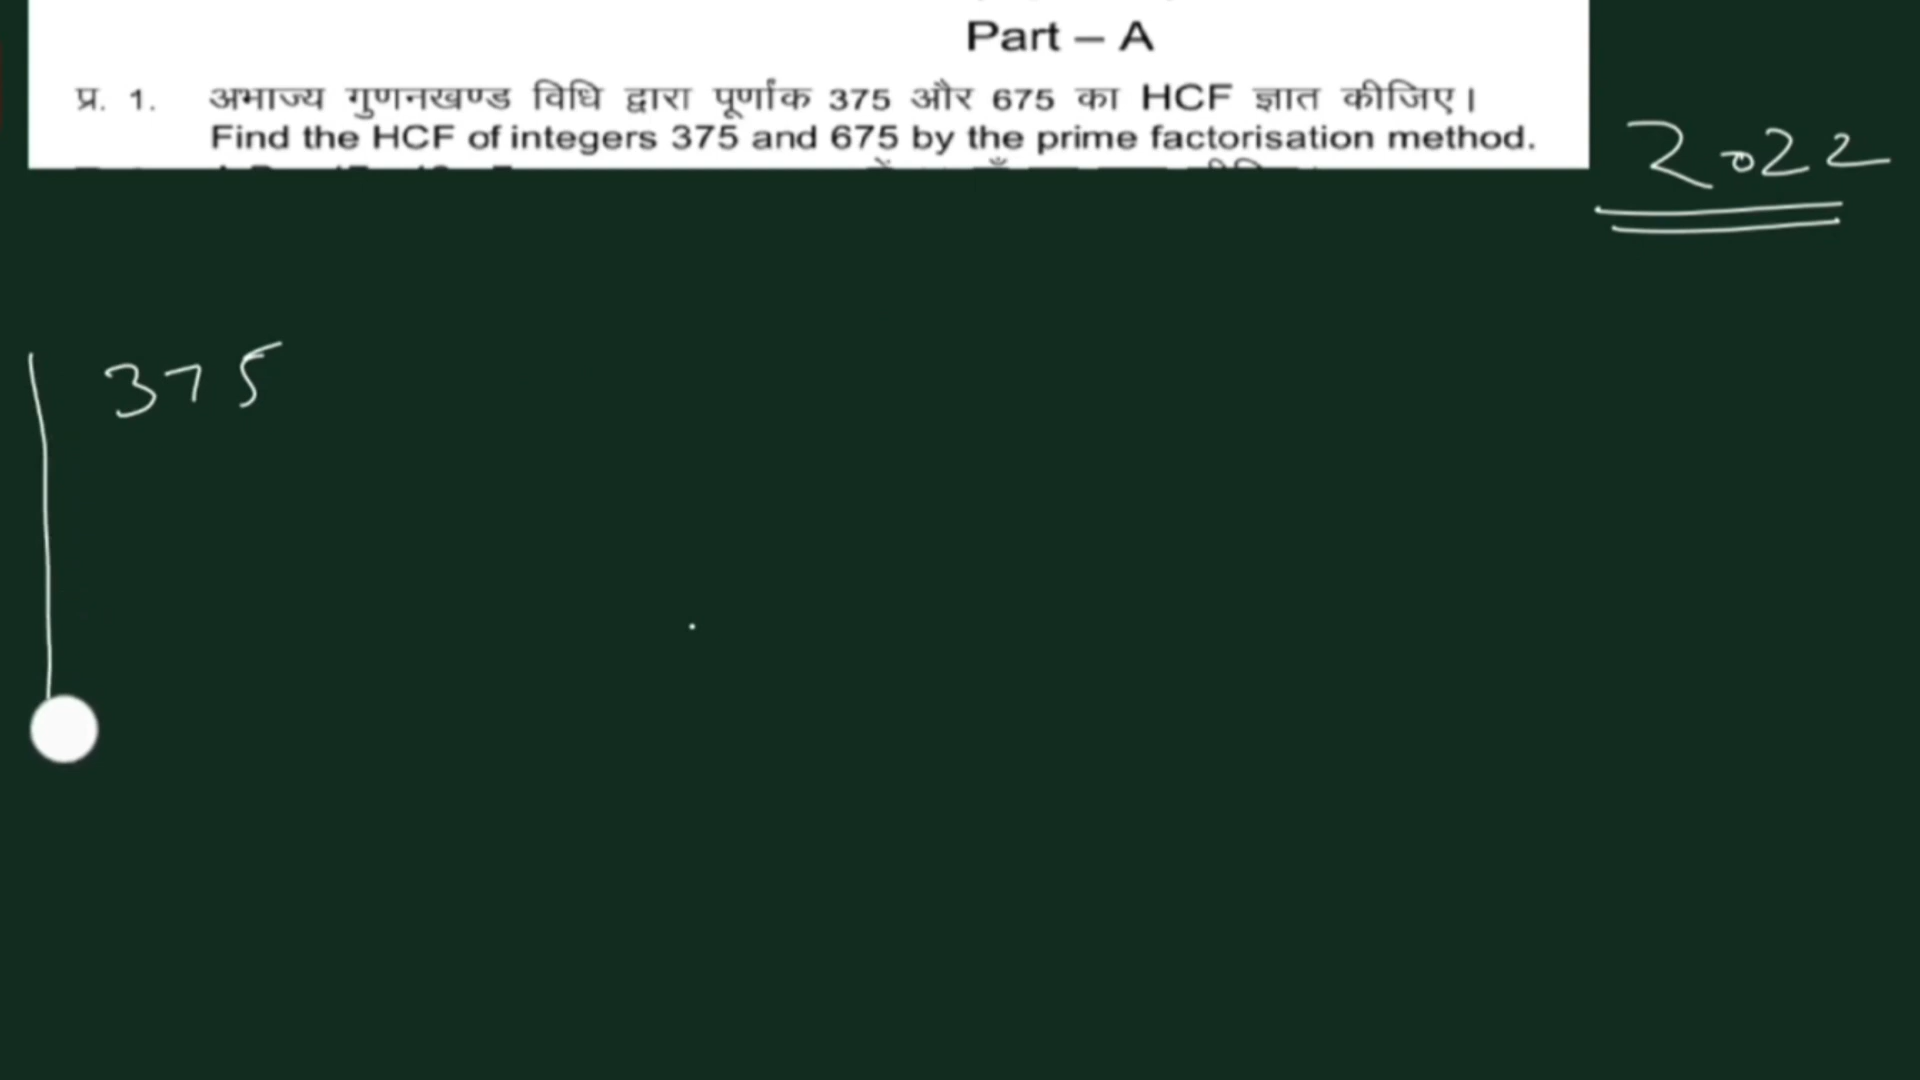 Part – A
प्र. 1. अभाज्य गुणनखण्ड विधि द्वारा पूर्णांक 375 और 675 का HCF ज्ञात कीजिए।
Find the HCF of integers 375 and 675 by the prime factorisation method.
2022
375